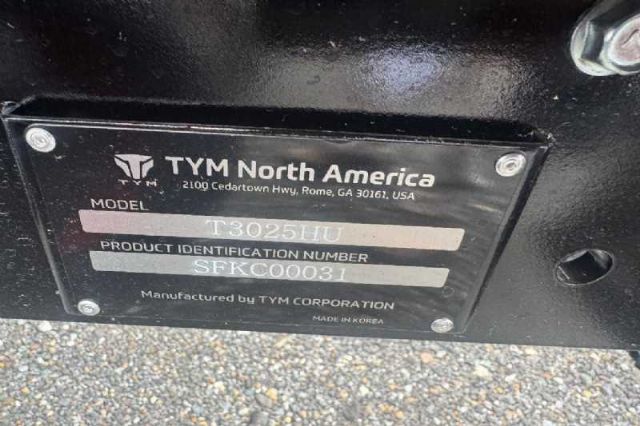 TYM North America
TYM
2100 Cedartown Hwy, Rome, GA 30161, USA
MODEL
T3025HU
PRODUCT IDENTIFICATION NUMBER
SFKC00031
Manufactured by TYM CORPORATION
MADE IN KOREA